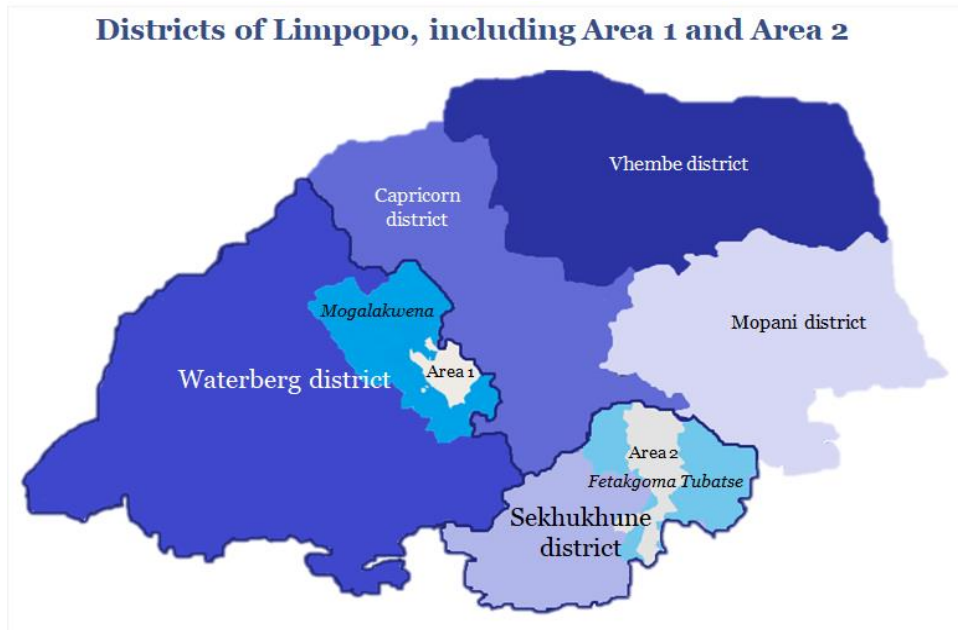 Districts of Limpopo, including Area 1 and Area 2
Vhembe district
Capricorn
district
Mogalakwena
Mopani district
Area 1
Waterberg district
Area 2
Fetakgoma Tubatse
Sekhukhune
district